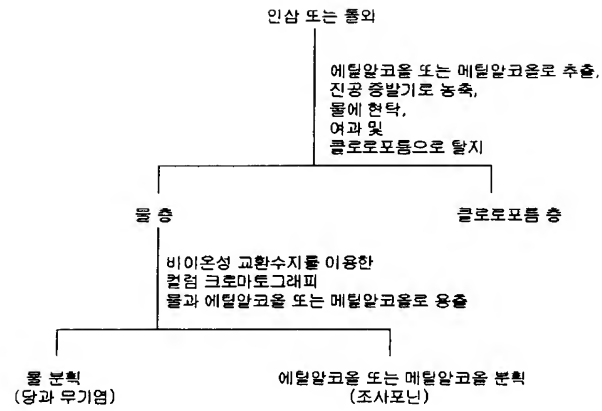 인삼 또는 돌외
에틸알코올 또는 메틸알코올로 추출,
진공 증발기로 농축,
물에 현탁,
여과 및
클로로포름으로 탈지
물 층
클로로포름 층
비이온성 교환수지를 이용한
컬럼 크로마토그래피
물과 에틸알코올 또는 메틸알코올로 용출
물 분획
(당과 무기염)
에틸알코올 또는 메탈알코올 분획
(조사포닌)